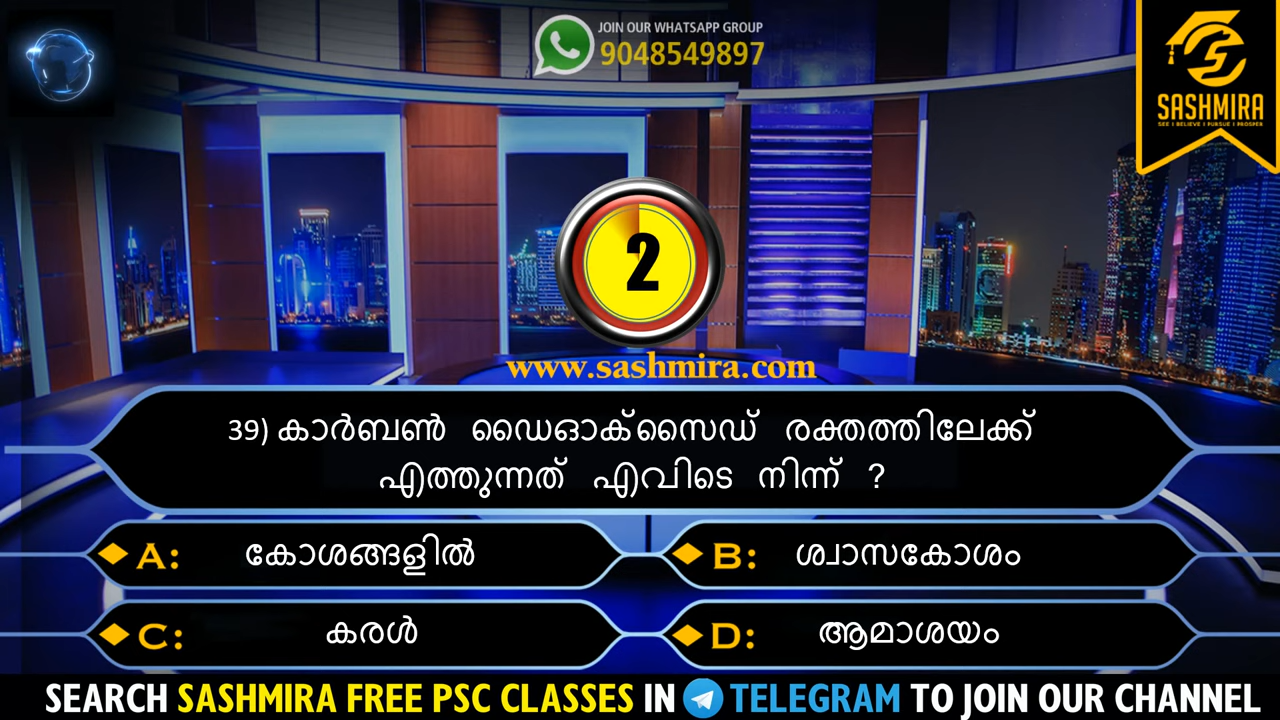 JOIN OUR WHATSAPP GROUP
9048549897
SASHMIRA
SEE I BELIEVE I PURSUE I PROSPER
2
www.sashmira.com
39) കാർബൺ ഡൈഓക്സൈഡ് രക്തത്തിലേക്ക്
എത്തുന്നത് എവിടെ നിന്ന് ?
A: കോശങ്ങളിൽ
B: ശ്വാസകോശം
C: കരൾ
D: ആമാശയം
SEARCH SASHMIRA FREE PSC CLASSES IN TELEGRAM TO JOIN OUR CHANNEL